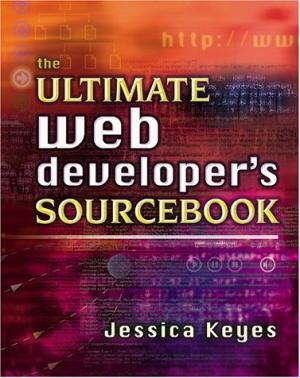 http://ww
the
ULTIMATE
web
developer's
SOURCEBOOK
Jessica Keyes